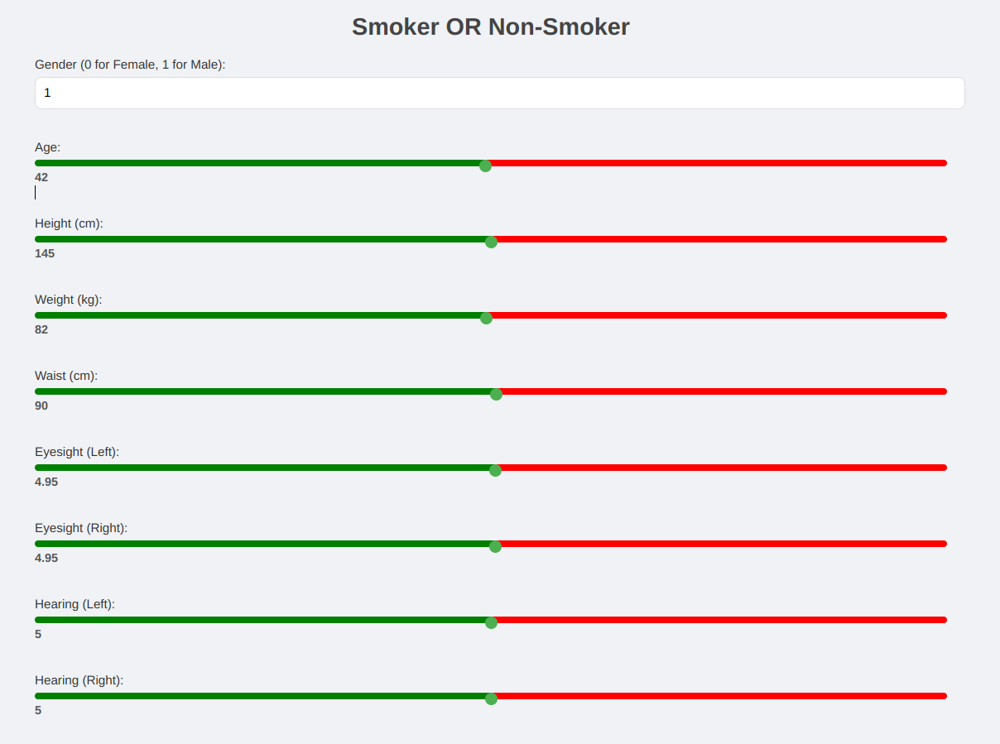 Smoker OR Non-Smoker
Gender (0 for Female, 1 for Male):
1
Age:
42
Height (cm):
145
Weight (kg):
82
Waist (cm):
90
Eyesight (Left):
4.95
Eyesight (Right):
4.95
Hearing (Left):
5
Hearing (Right):
5